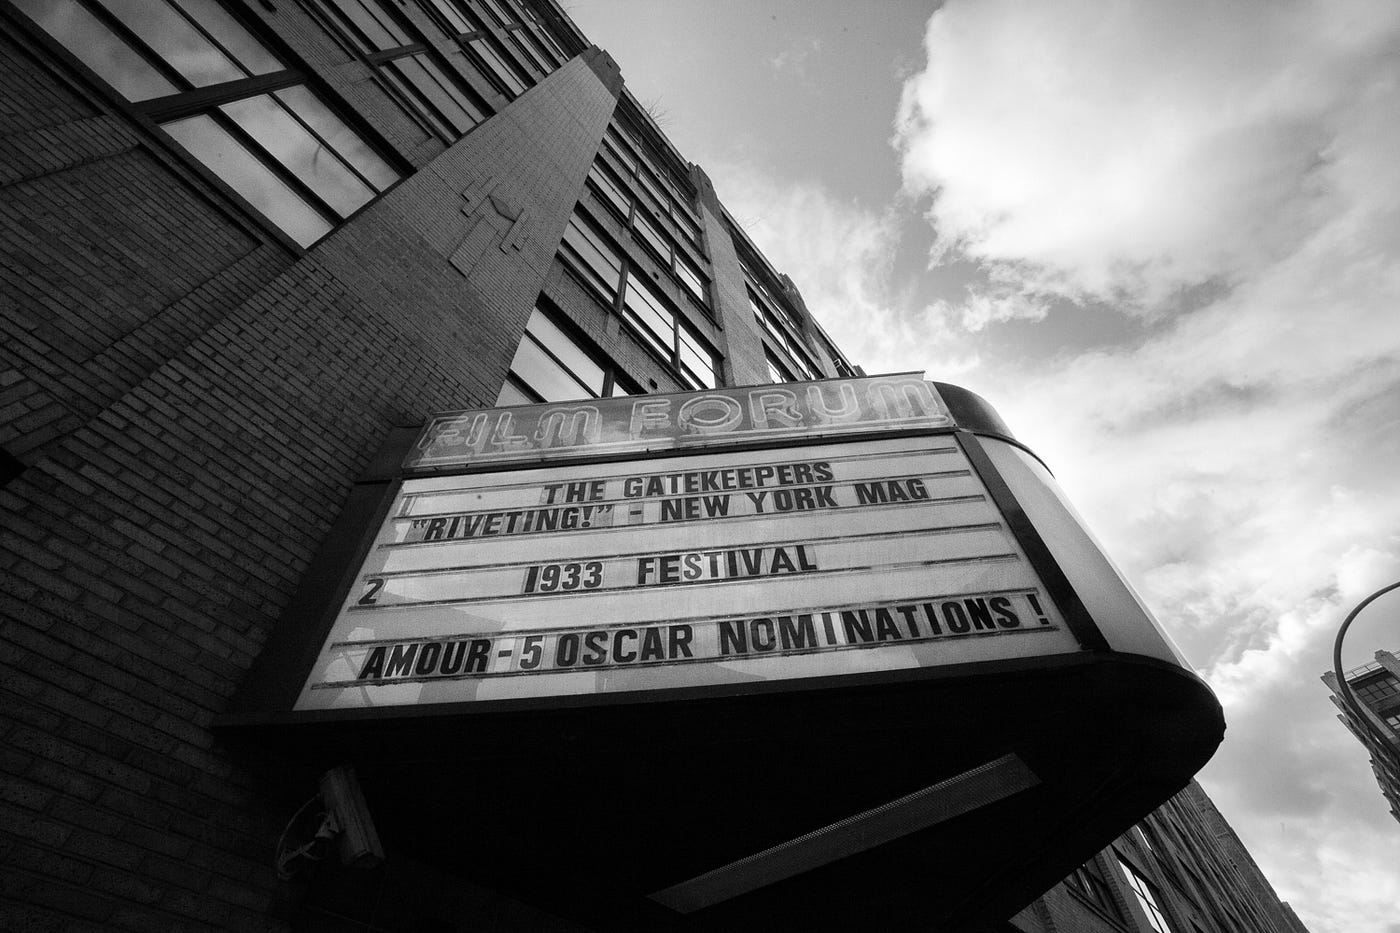 FILM FORUM
1 THE GATEKEEPERS
"RIVETING!" - NEW YORK MAG
2 1933 FESTIVAL
AMOUR - 5 OSCAR NOMINATIONS !